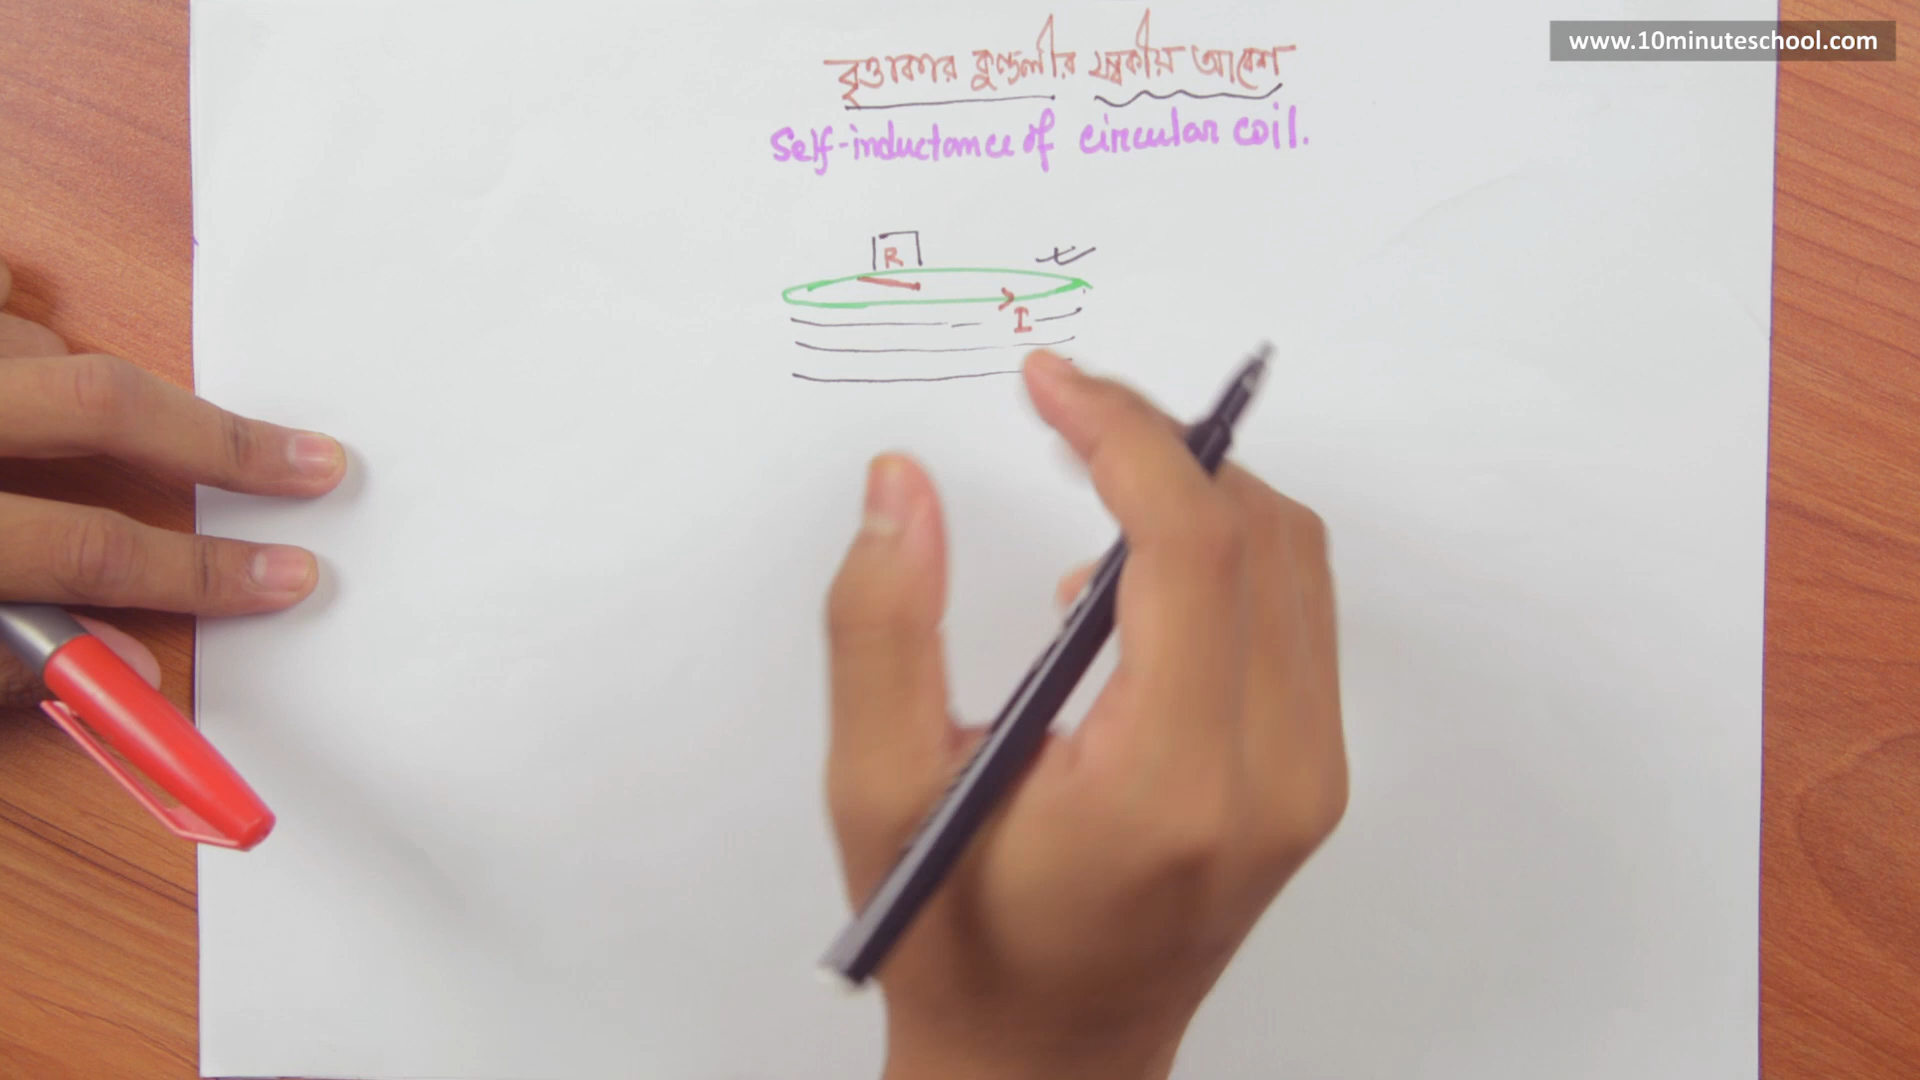 www.10minuteschool.com
বৃত্তাকার কুণ্ডলীর স্বকীয় আবেশ
Self-inductance of circular coil.
R
I